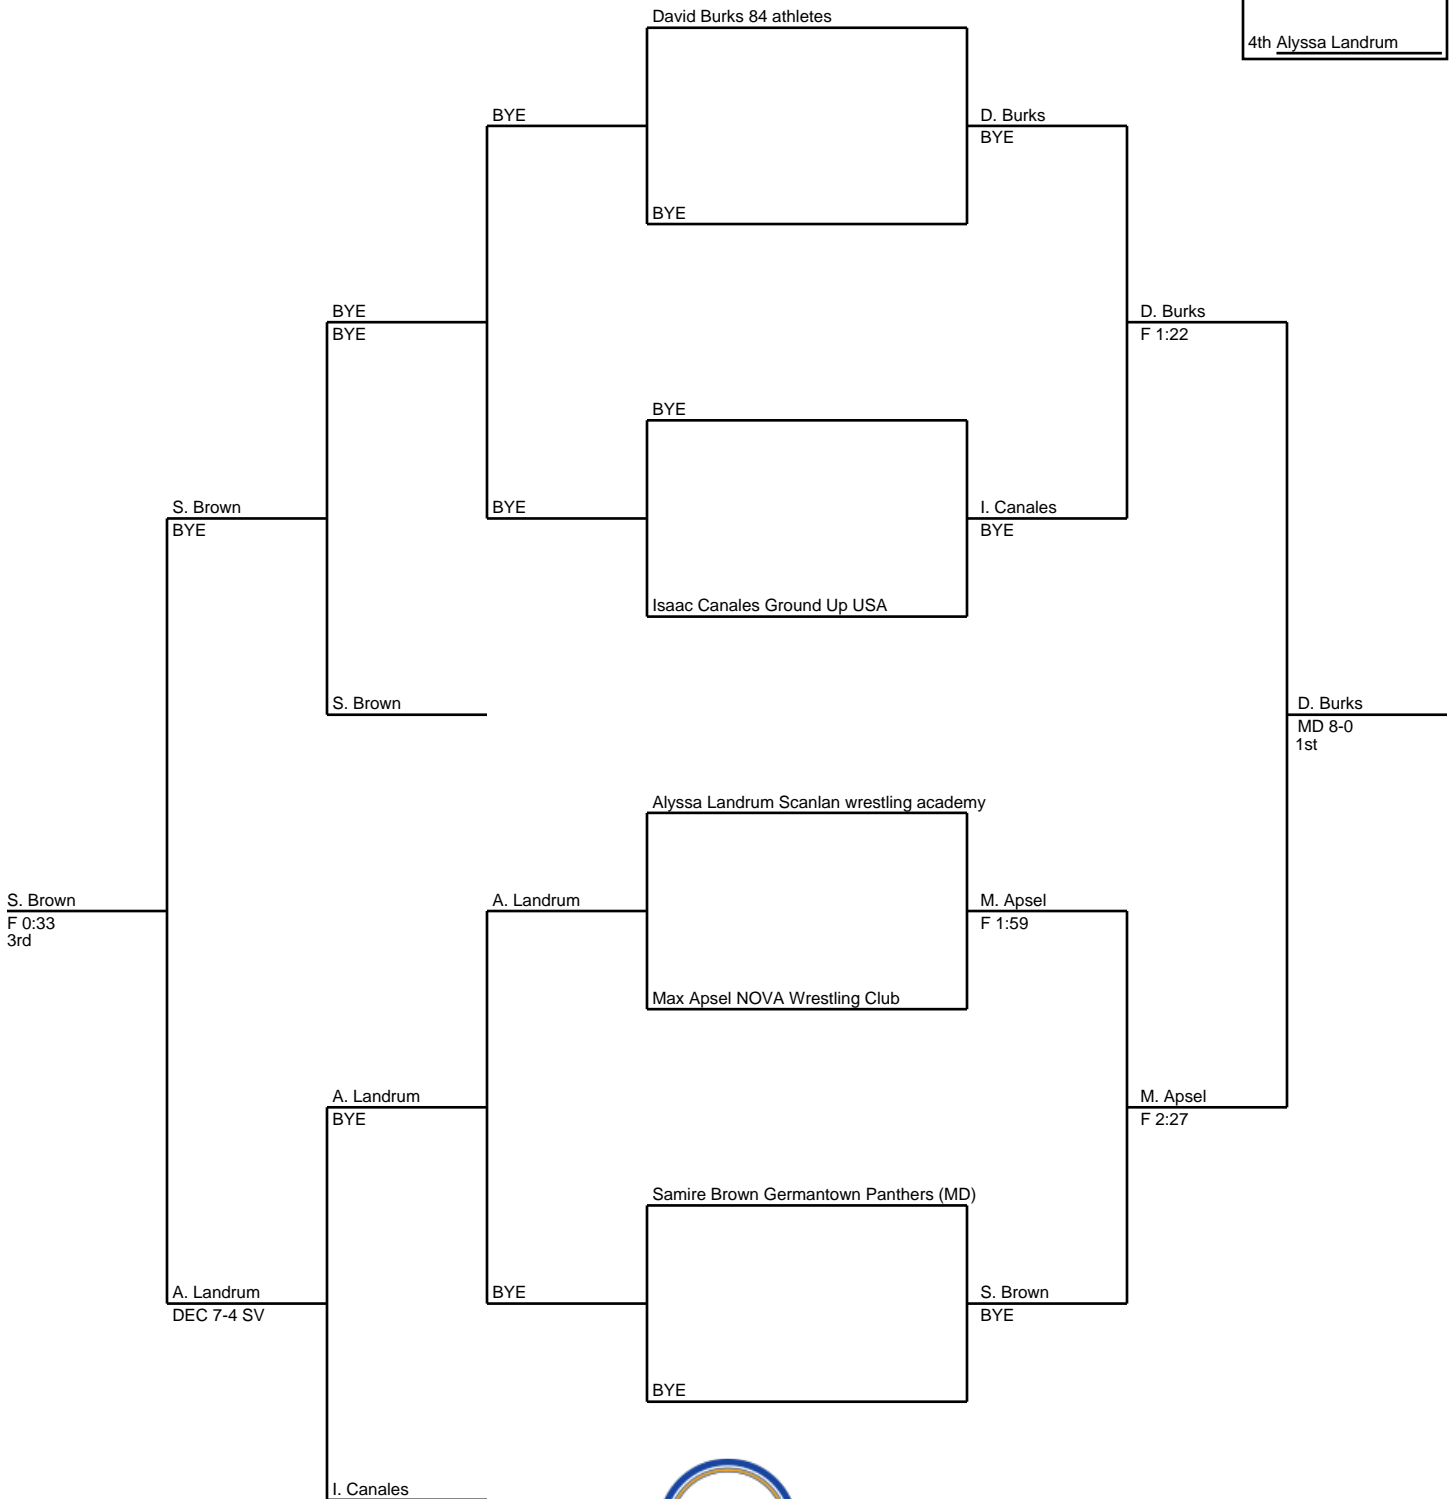 David Burks 84 athletes
4th Alyssa Landrum
BYE
D. Burks
BYE
BYE
BYE
BYE
D. Burks
F 1:22
BYE
S. Brown
BYE
BYE
I. Canales
BYE
Isaac Canales Ground Up USA
S. Brown
D. Burks
MD 8-0
1st
Alyssa Landrum Scanlan wrestling academy
S. Brown
F 0:33
3rd
A. Landrum
M. Apsel
F 1:59
Max Apsel NOVA Wrestling Club
A. Landrum
BYE
M. Apsel
F 2:27
Samire Brown Germantown Panthers (MD)
A. Landrum
DEC 7-4 SV
BYE
S. Brown
BYE
BYE
I. Canales